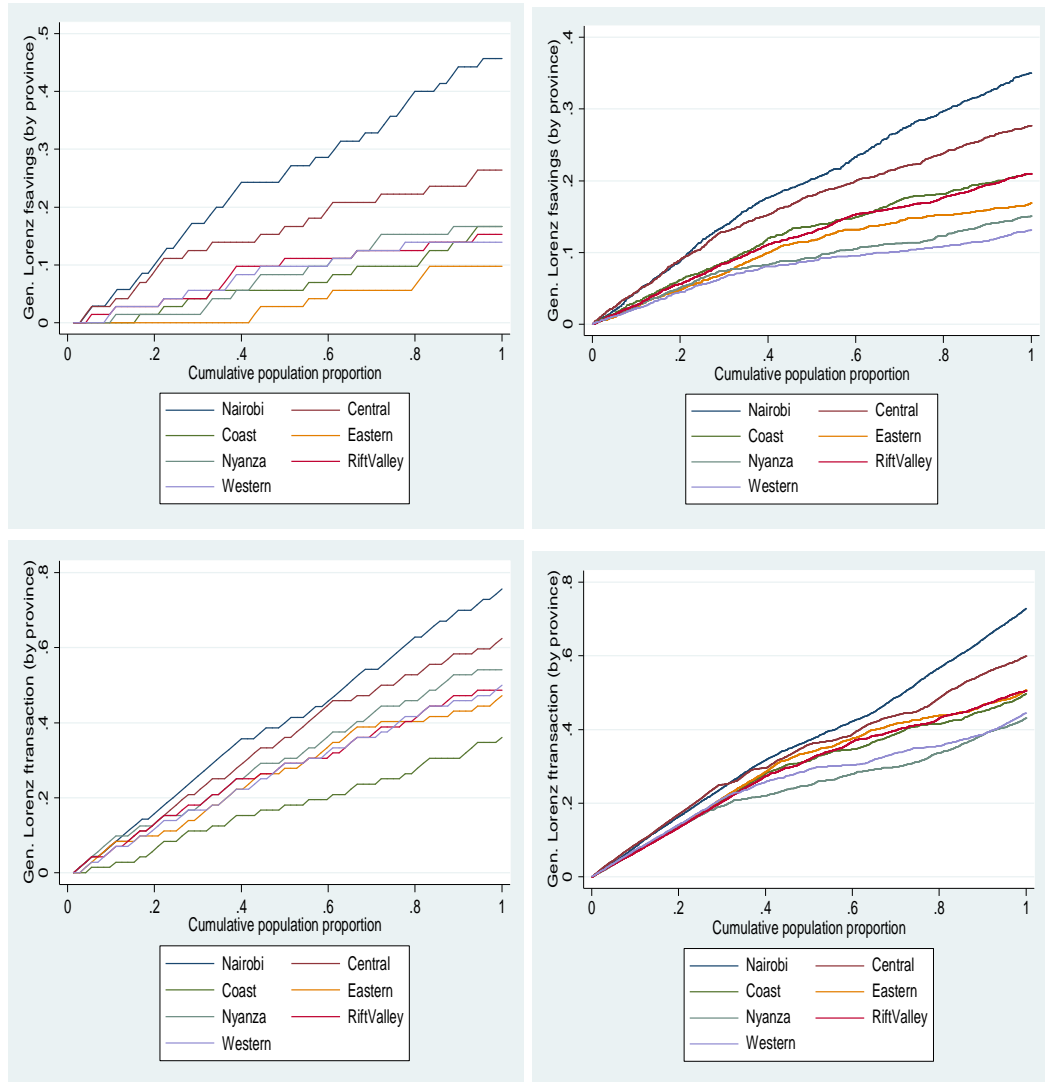 Gen. Lorenz fsavings (by province)
.5
.4
.3
.2
.1
0
0 .2 .4 .6 .8 1
Cumulative population proportion
Nairobi Central
Coast Eastern
Nyanza RiftValley
Western
Gen. Lorenz fsavings (by province)
.4
.3
.2
.1
0
0 .2 .4 .6 .8 1
Cumulative population proportion
Nairobi Central
Coast Eastern
Nyanza RiftValley
Western
Gen. Lorenz ftransaction (by province)
.8
.6
.4
.2
0
0 .2 .4 .6 .8 1
Cumulative population proportion
Nairobi Central
Coast Eastern
Nyanza RiftValley
Western
Gen. Lorenz ftransaction (by province)
.8
.6
.4
.2
0
0 .2 .4 .6 .8 1
Cumulative population proportion
Nairobi Central
Coast Eastern
Nyanza RiftValley
Western